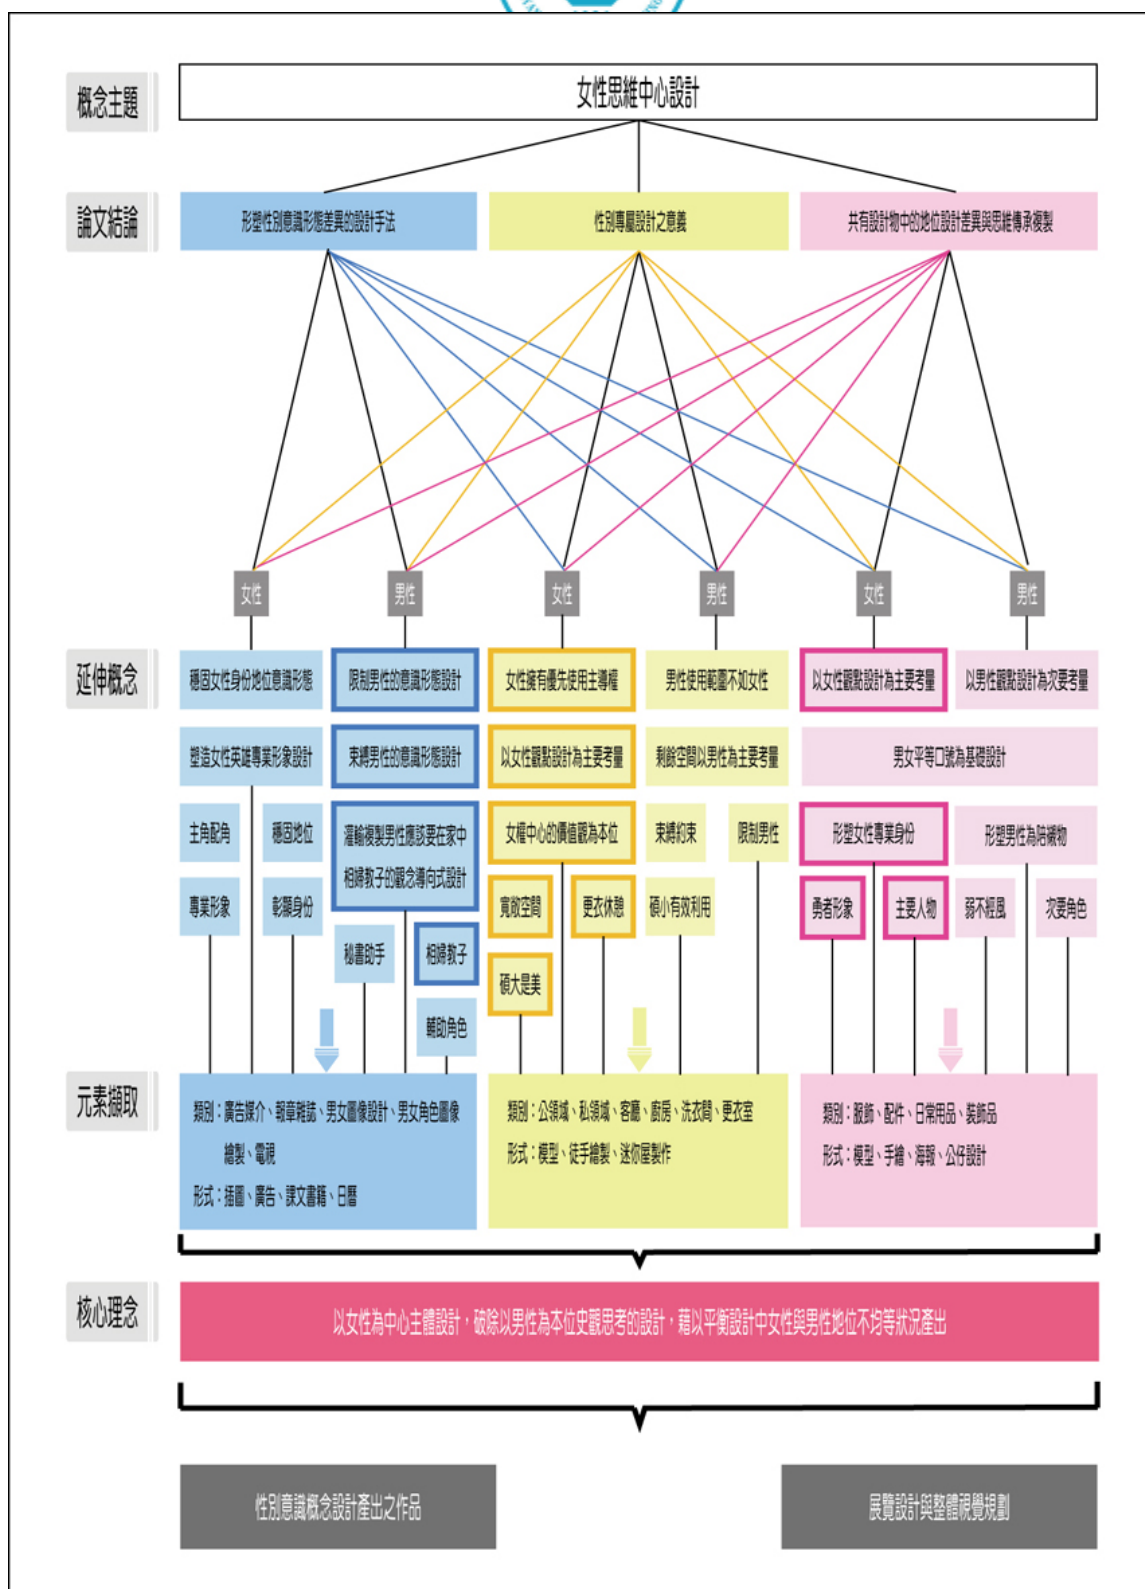 概念主題
女性思維中心設計
論文結論
形塑性別意識形態差異的設計手法
性別專屬設計之意義
共有設計物中的地位設計差異與思維傳承複製
女性
男性
女性
男性
女性
男性
延伸概念
穩固女性身份地位意識形態
限制男性的意識形態設計
女性擁有優先使用主導權
男性使用範圍不如女性
以女性觀點設計為主要考量
以男性觀點設計為次要考量
塑造女性英雄專業形象設計
束縛男性的意識形態設計
以女性觀點設計為主要考量
剩餘空間以男性為主要考量
男女平等口號為基礎設計
主角配角
穩固地位
灌輸複製男性應該要在家中
相婦教子的觀念導向式設計
女權中心的價值觀為本位
束縛約束
限制男性
形塑女性專業身份
形塑男性為陪襯物
專業形象
彰顯身份
寬敞空間
更衣休憩
碩小有效利用
勇者形象
主要人物
弱不經風
次要角色
秘書助手
相婦教子
碩大是美
輔助角色
元素擷取
類別：廣告媒介、報章雜誌、男女圖像設計、男女角色圖像
繪製、電視
形式：插圖、廣告、課文書籍、日曆
類別：公領域、私領域、客廳、廚房、洗衣間、更衣室
形式：模型、徒手繪製、迷你屋製作
類別：服飾、配件、日常用品、裝飾品
形式：模型、手繪、海報、公仔設計
核心理念
以女性為中心主體設計，破除以男性為本位史觀思考的設計，藉以平衡設計中女性與男性地位不均等狀況產出
性別意識概念設計產出之作品
展覽設計與整體視覺規劃